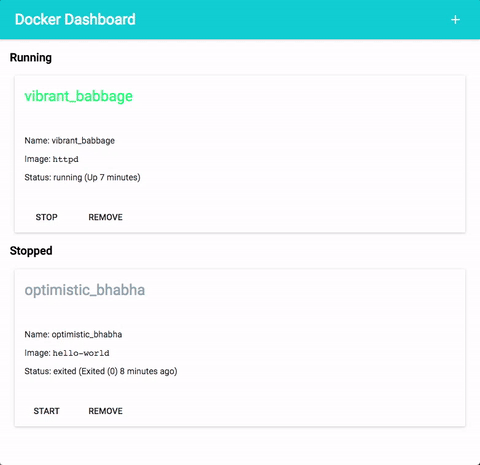 Docker Dashboard +
Running
vibrant_babbage
Name: vibrant_babbage
Image: httpd
Status: running (Up 7 minutes)
STOP REMOVE
Stopped
optimistic_bhabha
Name: optimistic_bhabha
Image: hello-world
Status: exited (Exited (0) 8 minutes ago)
START REMOVE